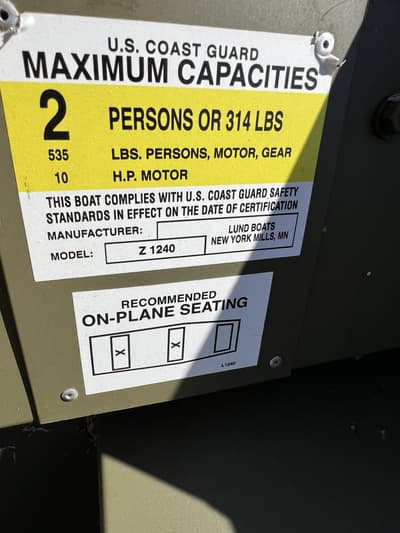 U.S. COAST GUARD
MAXIMUM CAPACITIES
2 PERSONS OR 314 LBS
535 LBS. PERSONS, MOTOR, GEAR
10 H.P. MOTOR
THIS BOAT COMPLIES WITH U.S. COAST GUARD SAFETY
STANDARDS IN EFFECT ON THE DATE OF CERTIFICATION
MANUFACTURER: LUND BOATS
NEW YORK MILLS, MN
MODEL: Z 1240
RECOMMENDED
ON-PLANE SEATING
X X
L1240